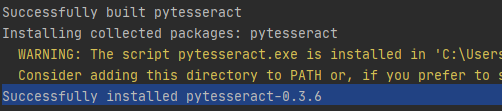 Successfully built pytesseract
Installing collected packages: pytesseract
WARNING: The script pytesseract.exe is installed in 'C:\Users
Consider adding this directory to PATH or, if you prefer to s
Successfully installed pytesseract-0.3.6